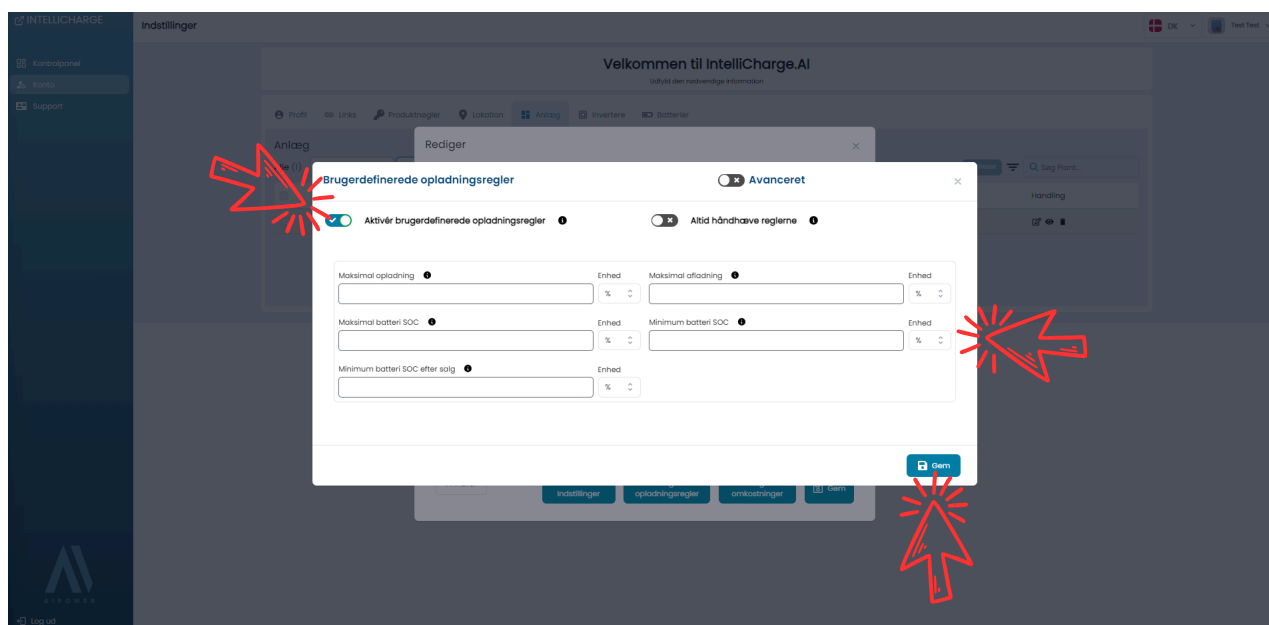 INTELLICHARGE
Indstillinger
DK
Test Test
Kontrolpanel
Konto
Support
Velkommen til IntelliCharge.AI
Udfyld den nødvendige information
Profil
Links
Produktnøgler
Lokation
Anlæg
Invertere
Batterier
Anlæg
Rediger
(1)
Søg Plant...
Handling
Brugerdefinerede opladningsregler
Avanceret
Aktivér brugerdefinerede opladningsregler
Altid håndhæve reglerne
Maksimal opladning
Enhed
Maksimal afladning
Enhed
%
%
Maksimal batteri SOC
Enhed
Minimum batteri SOC
Enhed
%
%
Minimum batteri SOC efter salg
Enhed
%
Gem
Indstillinger
opladningsregler
omkostninger
Gem
AIPOWER
Log ud